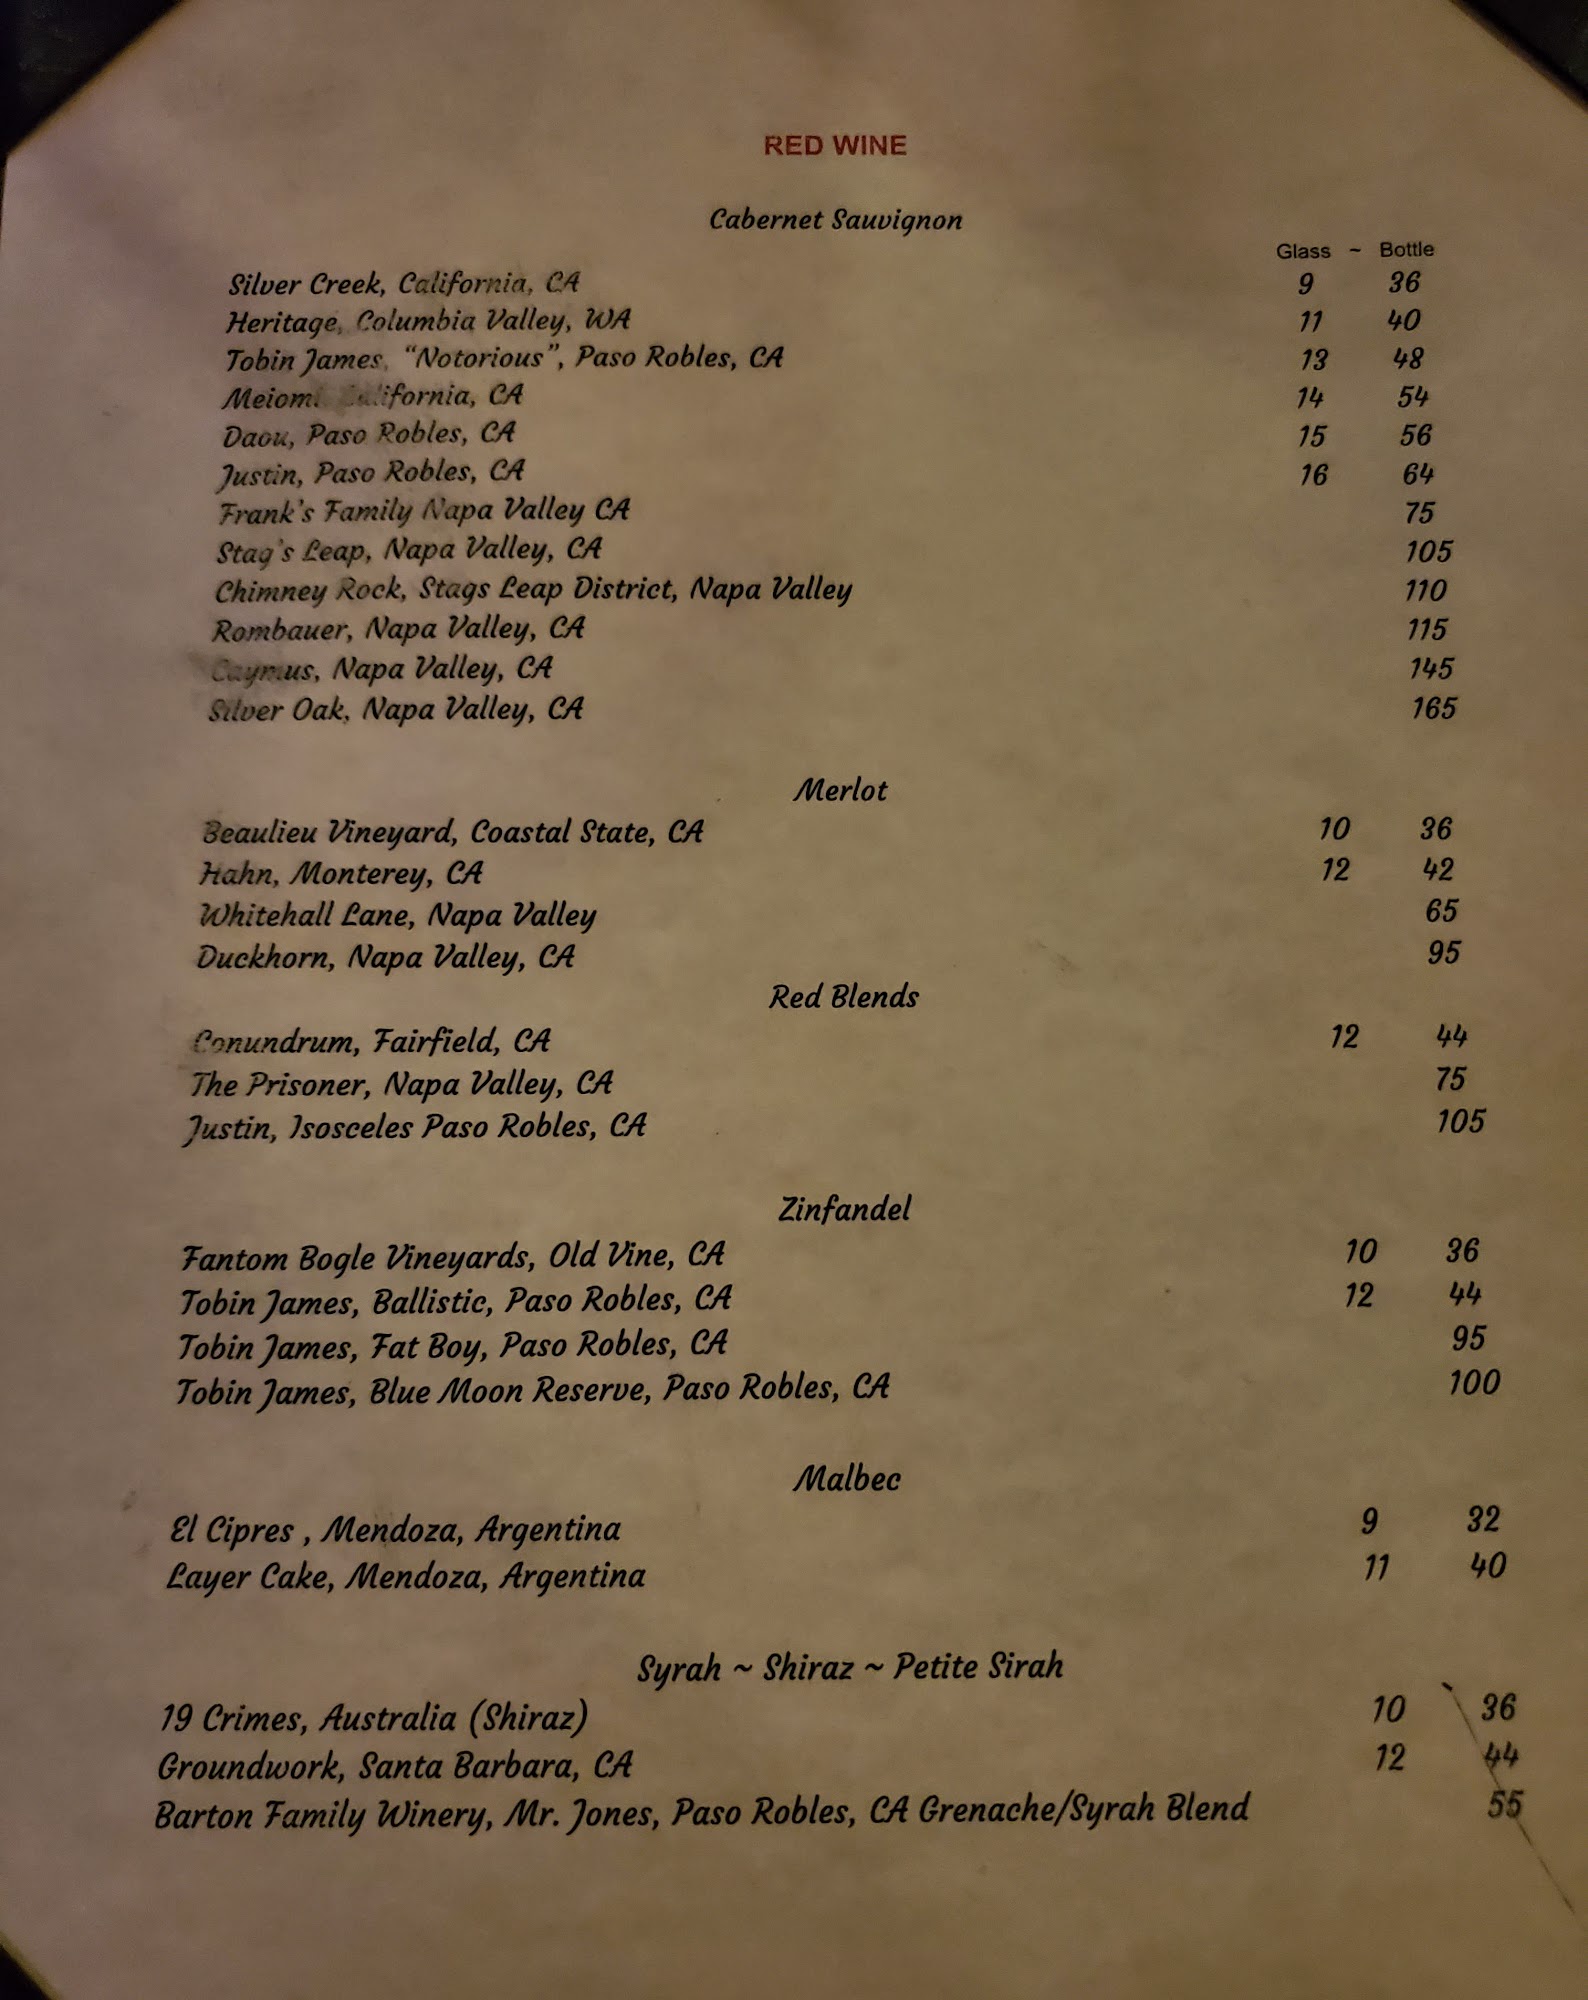 RED WINE
Cabernet Sauvignon
Glass ~ Bottle
Silver Creek, California, CA 9 36
Heritage, Columbia Valley, WA 11 40
Tobin James, “Notorious”, Paso Robles, CA 13 48
Meiomi California, CA 14 54
Daou, Paso Robles, CA 15 56
Justin, Paso Robles, CA 16 64
Frank's Family Napa Valley CA 75
Stag's Leap, Napa Valley, CA 105
Chimney Rock, Stags Leap District, Napa Valley 110
Rombauer, Napa Valley, CA 115
Caymus, Napa Valley, CA 145
Silver Oak, Napa Valley, CA 165
Merlot
Beaulieu Vineyard, Coastal State, CA 10 36
Hahn, Monterey, CA 12 42
Whitehall Lane, Napa Valley 65
Duckhorn, Napa Valley, CA 95
Red Blends
Conundrum, Fairfield, CA 12 44
The Prisoner, Napa Valley, CA 75
Justin, Isosceles Paso Robles, CA 105
Zinfandel
Fantom Bogle Vineyards, Old Vine, CA 10 36
Tobin James, Ballistic, Paso Robles, CA 12 44
Tobin James, Fat Boy, Paso Robles, CA 95
Tobin James, Blue Moon Reserve, Paso Robles, CA 100
Malbec
El Cipres , Mendoza, Argentina 9 32
Layer Cake, Mendoza, Argentina 11 40
Syrah ~ Shiraz ~ Petite Sirah
19 Crimes, Australia (Shiraz) 10 36
Groundwork, Santa Barbara, CA 12 44
Barton Family Winery, Mr. Jones, Paso Robles, CA Grenache/Syrah Blend 55